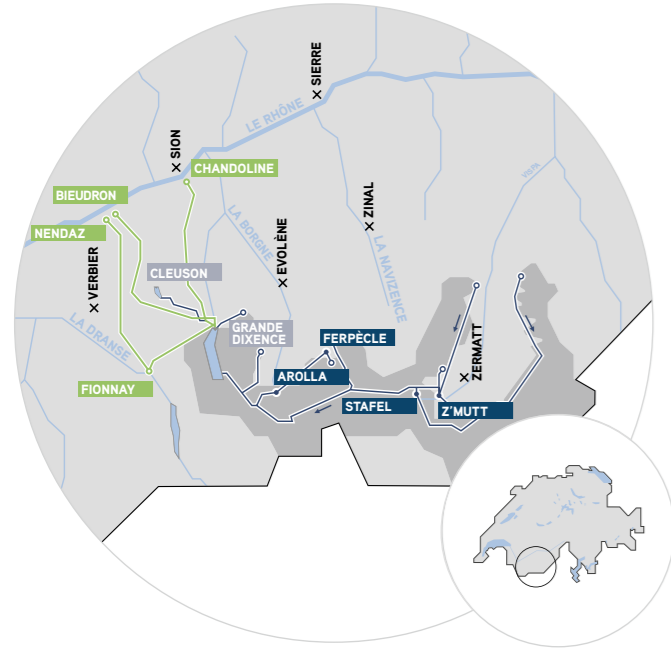 SIERRE
LE RHÔNE
SION
CHANDOLINE
VISPA
BIEUDRON
NENDAZ
LA BORGNE
ZINAL
EVOLÈNE
LA NAVIZENCE
CLEUSON
VERBIER
GRANDE
DIXENCE
FERPÈCLE
LA DRANSE
ZERMATT
FIONNAY
AROLLA
STAFEL
Z'MUTT